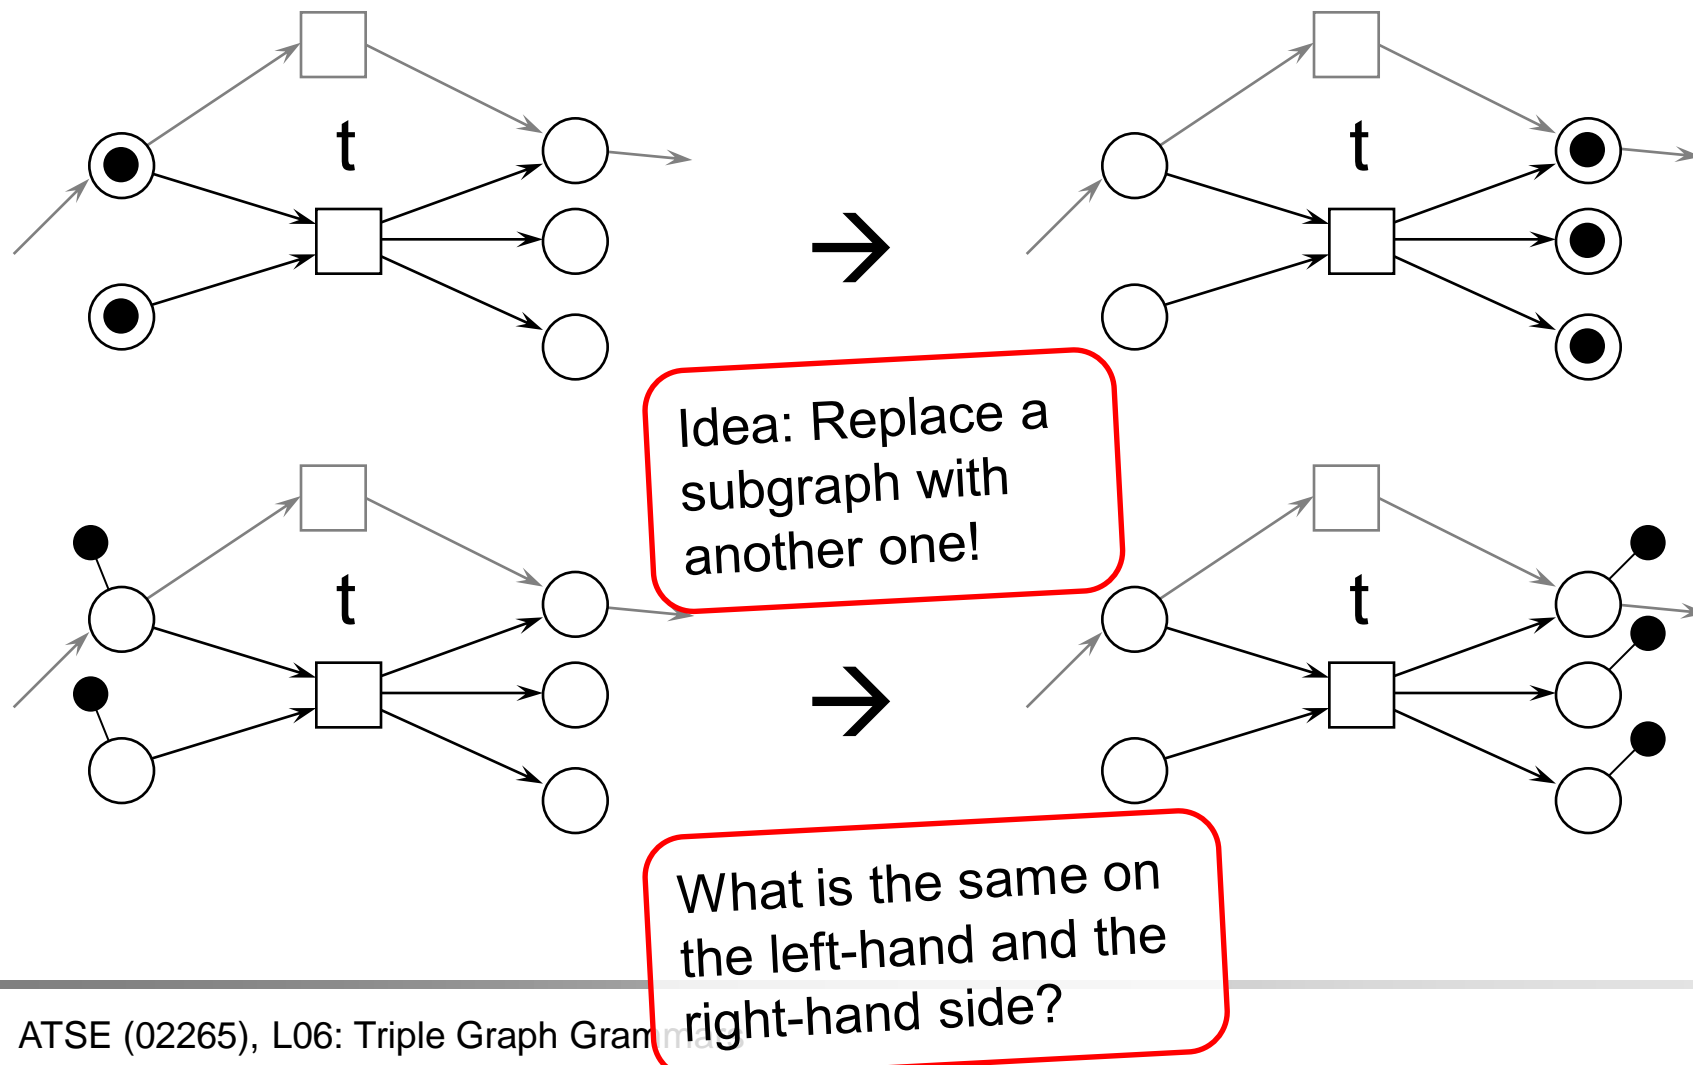 t
t
Idea: Replace a
subgraph with
another one!
t
t
What is the same on
the left-hand and the
right-hand side?
ATSE (02265), L06: Triple Graph Grammars